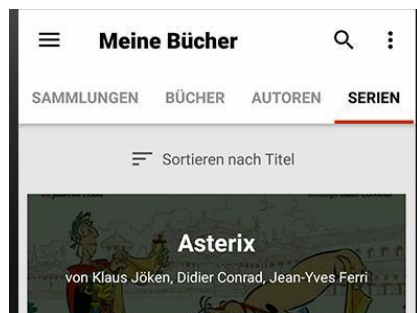 Meine Bücher
SAMMLUNGEN BÜCHER AUTOREN SERIEN
Sortieren nach Titel
Asterix
von Klaus Jöken, Didier Conrad, Jean-Yves Ferri